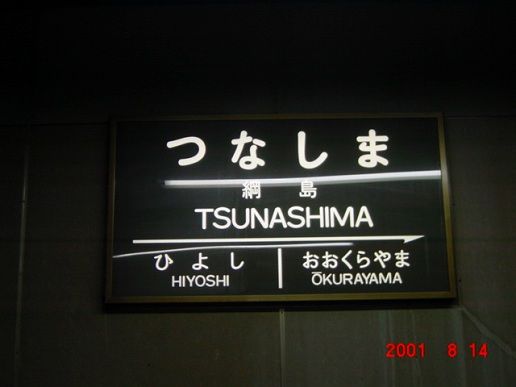 つなしま
綱島
TSUNASHIMA
ひよし おおくらやま
HIYOSHI ŌKURAYAMA
2001 8 14